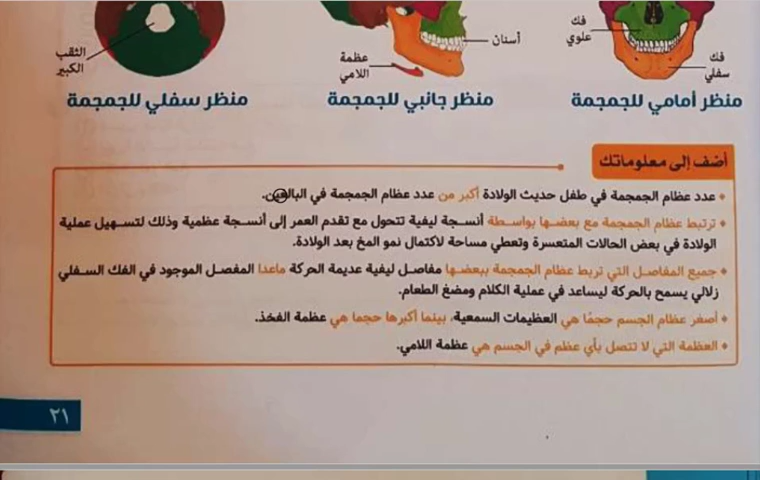 فك
علوي
فك
سفلي
منظر أمامي للجمجمة
أسنان
عظمة
اللامي
منظر جانبي للجمجمة
الثقب
الكبير
منظر سفلي للجمجمة
أضف إلى معلوماتك
• عدد عظام الجمجمة في طفل حديث الولادة أكبر من عدد عظام الجمجمة في البالغين.
• ترتبط عظام الجمجمة مع بعضها بواسطة أنسجة ليفية تتحول مع تقدم العمر إلى أنسجة عظمية وذلك لتسهيل عملية
الولادة في بعض الحالات المتعسرة وتعطي مساحة لاكتمال نمو المخ بعد الولادة.
• جميع المفاصل التي تربط عظام الجمجمة ببعضها مفاصل ليفية عديمة الحركة ماعدا المفصل الموجود في الفك السفلي
زلالي يسمح بالحركة ليساعد في عملية الكلام ومضغ الطعام.
• أصغر عظام الجسم حجمًا هي العظيمات السمعية، بينما أكبرها حجما هي عظمة الفخذ.
• العظمة التي لا تتصل بأي عظم في الجسم هي عظمة اللامي.
٢١